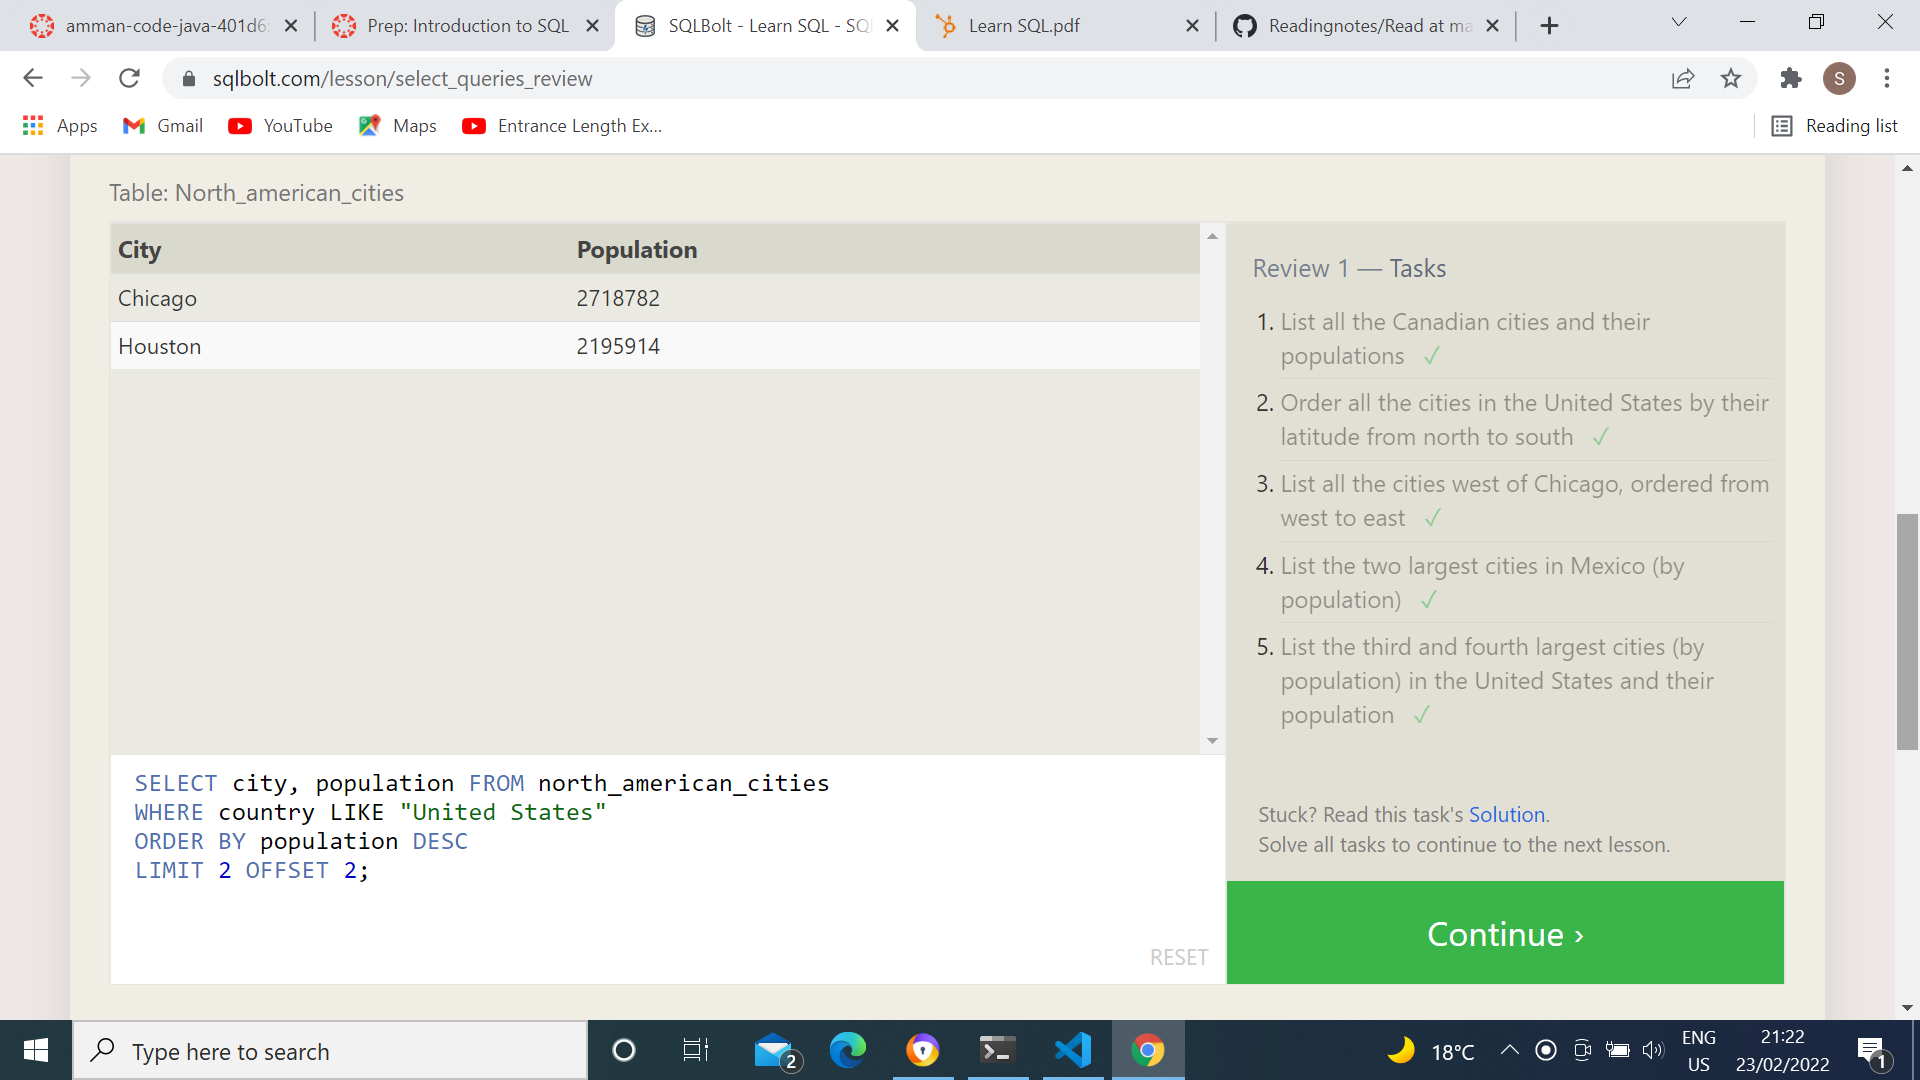 amman-code-java-401d6
Prep: Introduction to SQL
SQLBolt - Learn SQL - SQ
Learn SQL.pdf
Readingnotes/Read at ma
sqlbolt.com/lesson/select_queries_review
S
Apps
Gmail
YouTube
Maps
Entrance Length Ex...
Reading list
Table: North_american_cities
City Population
Chicago 2718782
Houston 2195914
Review 1 — Tasks
1. List all the Canadian cities and their
populations ✓
2. Order all the cities in the United States by their
latitude from north to south ✓
3. List all the cities west of Chicago, ordered from
west to east ✓
4. List the two largest cities in Mexico (by
population) ✓
5. List the third and fourth largest cities (by
population) in the United States and their
population ✓
SELECT city, population FROM north_american_cities
WHERE country LIKE "United States"
ORDER BY population DESC
LIMIT 2 OFFSET 2;
RESET
Stuck? Read this task's Solution.
Solve all tasks to continue to the next lesson.
Continue ›
Type here to search
2
18°C
ENG
US
21:22
23/02/2022
1